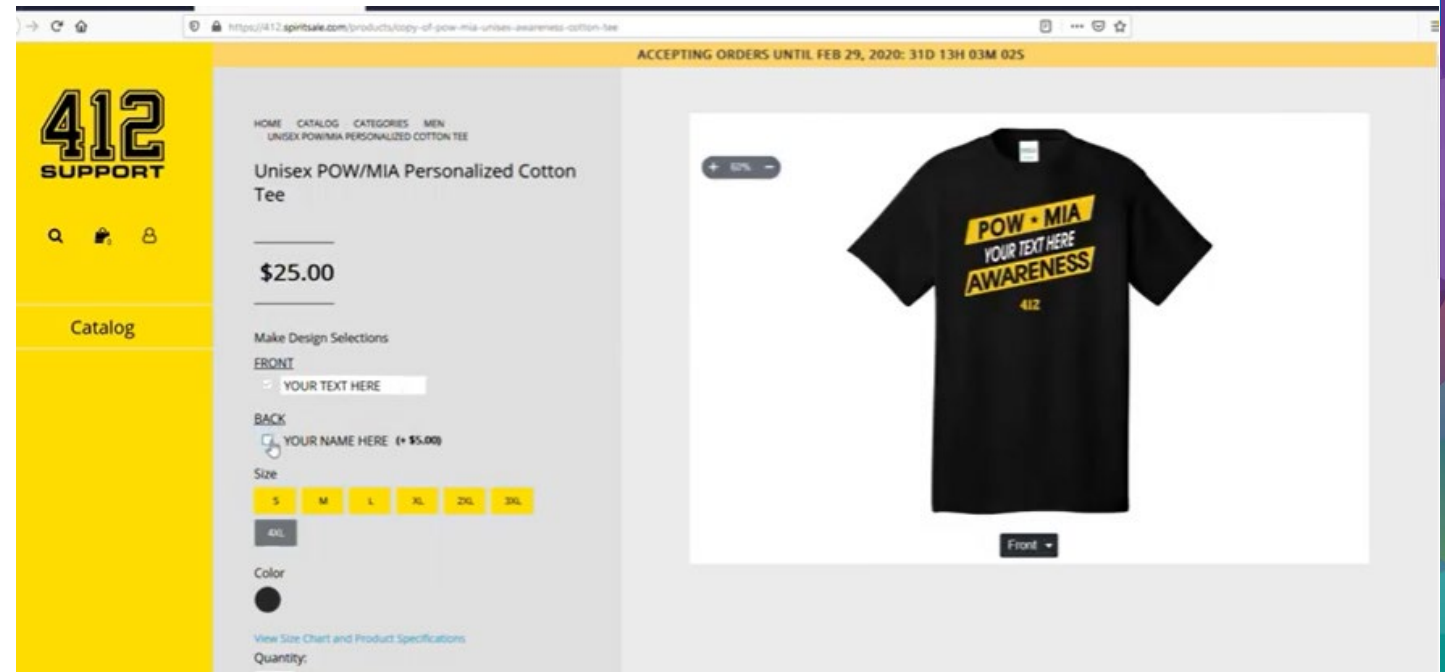 https://412.spiritsale.com/products/copy-of-pow-mia-unisex-awareness-cotton-tee
ACCEPTING ORDERS UNTIL FEB 29, 2020: 31D 13H 03M 02S
412
SUPPORT
Catalog
HOME CATALOG CATEGORIES MEN
UNISEX POW/MIA PERSONALIZED COTTON TEE
Unisex POW/MIA Personalized Cotton
Tee
$25.00
Make Design Selections
FRONT
YOUR TEXT HERE
BACK
YOUR NAME HERE (+ $5.00)
Size
S M L XL 2XL 3XL
4XL
Color
View Size Chart and Product Specifications
Quantity:
POW * MIA
YOUR TEXT HERE
AWARENESS
412
Front